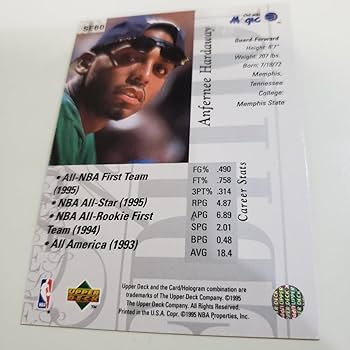 SE60
Magic
Anfernee Hardaway
Guard Forward
Height: 6'7"
Weight: 207 lbs.
Born: 7/18/72
Memphis,
Tennessee
College:
Memphis State
• All-NBA First Team
(1995)
• NBA All-Star (1995)
• NBA All-Rookie First
Team (1994)
• All America (1993)
FG% .490
FT% .758
3PT% .314
RPG 4.87
APG 6.89
SPG 2.01
BPG 0.48
AVG 18.4
Career Stats
NBA
UPPER DECK
Upper Deck and the Card/Hologram combination are
trademarks of The Upper Deck Company. ©1995
The Upper Deck Company. All Rights Reserved.
Printed in the U.S.A. Copr. ©1995 NBA Properties, Inc.